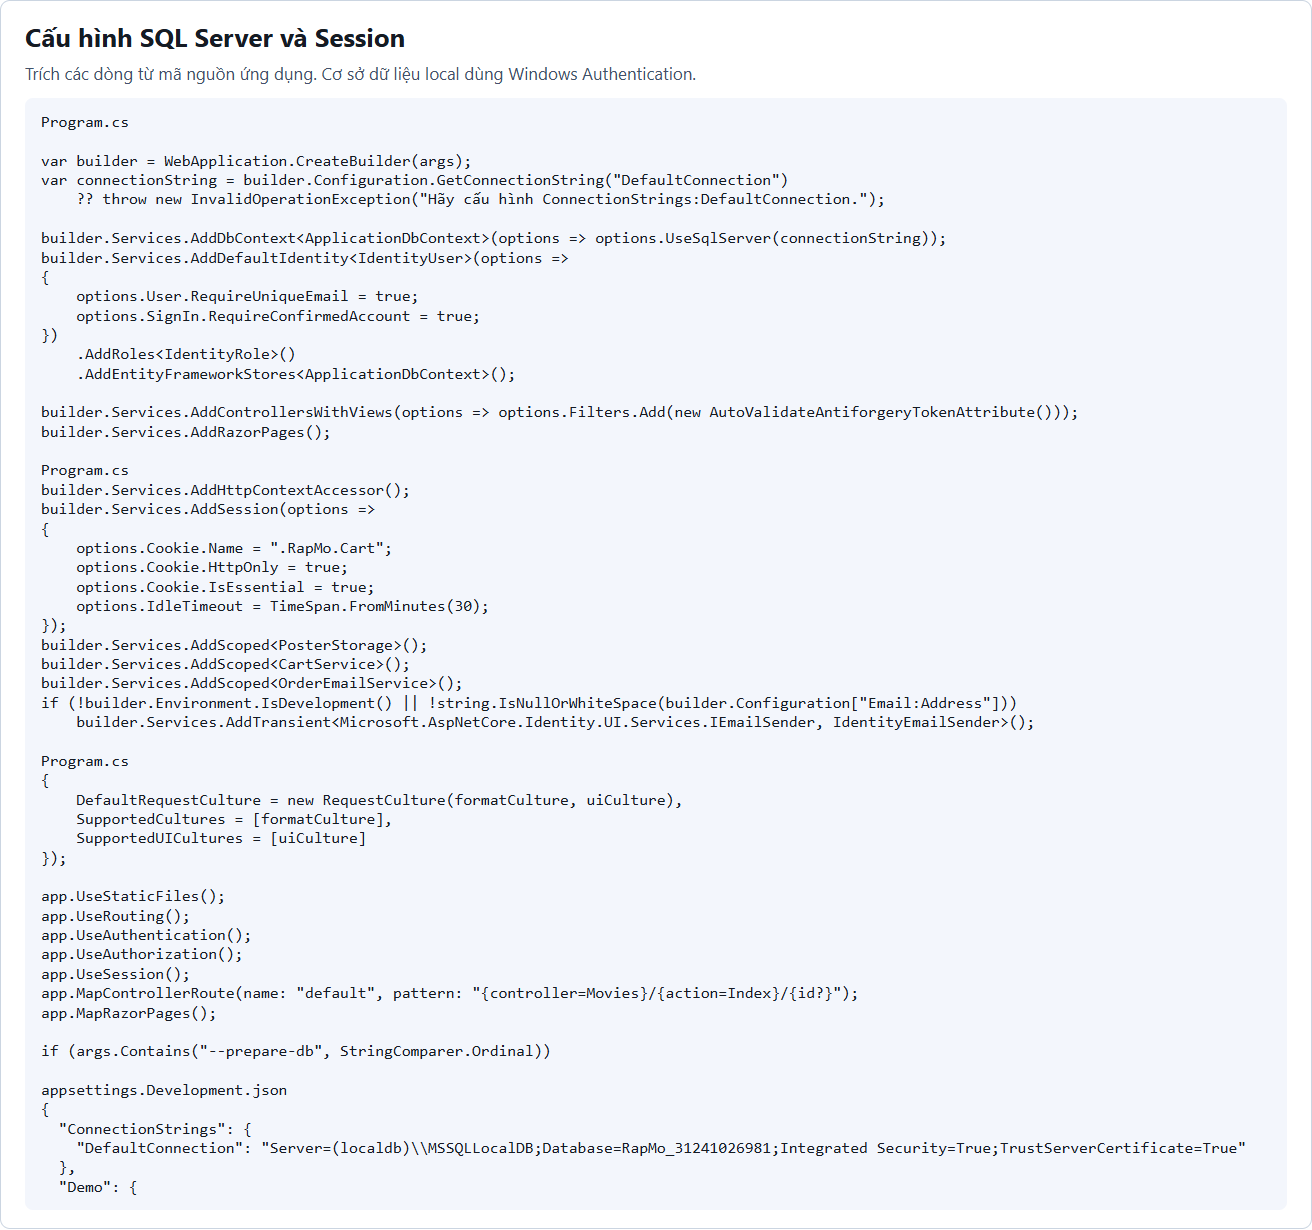 Cấu hình SQL Server và Session
Trích các dòng từ mã nguồn ứng dụng. Cơ sở dữ liệu local dùng Windows Authentication.
Program.cs
var builder = WebApplication.CreateBuilder(args);
var connectionString = builder.Configuration.GetConnectionString("DefaultConnection")
    ?? throw new InvalidOperationException("Hãy cấu hình ConnectionStrings:DefaultConnection.");
builder.Services.AddDbContext<ApplicationDbContext>(options => options.UseSqlServer(connectionString));
builder.Services.AddDefaultIdentity<IdentityUser>(options =>
{
    options.User.RequireUniqueEmail = true;
    options.SignIn.RequireConfirmedAccount = true;
})
    .AddRoles<IdentityRole>()
    .AddEntityFrameworkStores<ApplicationDbContext>();
builder.Services.AddControllersWithViews(options => options.Filters.Add(new AutoValidateAntiforgeryTokenAttribute()));
builder.Services.AddRazorPages();
Program.cs
builder.Services.AddHttpContextAccessor();
builder.Services.AddSession(options =>
{
    options.Cookie.Name = ".RapMo.Cart";
    options.Cookie.HttpOnly = true;
    options.Cookie.IsEssential = true;
    options.IdleTimeout = TimeSpan.FromMinutes(30);
});
builder.Services.AddScoped<PosterStorage>();
builder.Services.AddScoped<CartService>();
builder.Services.AddScoped<OrderEmailService>();
if (!builder.Environment.IsDevelopment() || !string.IsNullOrWhiteSpace(builder.Configuration["Email:Address"]))
    builder.Services.AddTransient<Microsoft.AspNetCore.Identity.UI.Services.IEmailSender, IdentityEmailSender>();
Program.cs
{
    DefaultRequestCulture = new RequestCulture(formatCulture, uiCulture),
    SupportedCultures = [formatCulture],
    SupportedUICultures = [uiCulture]
});
app.UseStaticFiles();
app.UseRouting();
app.UseAuthentication();
app.UseAuthorization();
app.UseSession();
app.MapControllerRoute(name: "default", pattern: "{controller=Movies}/{action=Index}/{id?}");
app.MapRazorPages();
if (args.Contains("--prepare-db", StringComparer.Ordinal))
appsettings.Development.json
{
  "ConnectionStrings": {
    "DefaultConnection": "Server=(localdb)\\MSSQLLocalDB;Database=RapMo_31241026981;Integrated Security=True;TrustServerCertificate=True"
  },
  "Demo": {